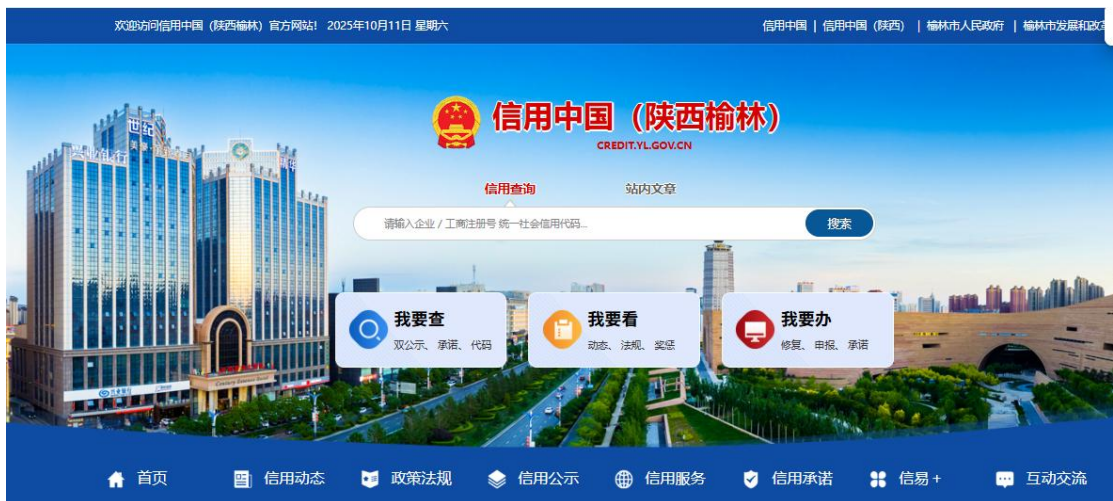 欢迎访问信用中国（陕西榆林）官方网站！ 2025年10月11日 星期六
信用中国 | 信用中国（陕西） | 榆林市人民政府 | 榆林市发展和改革
信用中国（陕西榆林）
CREDIT.YL.GOV.CN
世纪
兴业银行
信用查询 站内文章
请输入企业 / 工商注册号 统一社会信用代码...
搜索
我要查 我要看 我要办
双公示、承诺、代码 动态、法规、奖惩 修复、申报、承诺
首页 信用动态 政策法规 信用公示 信用服务 信用承诺 信易+ 互动交流